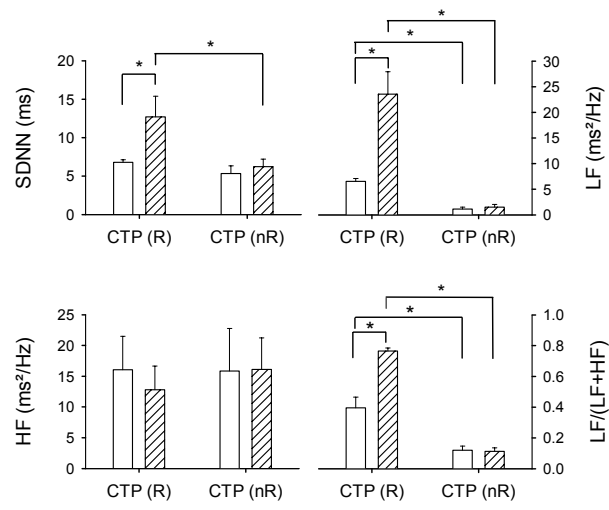 *
*
*
*
*
20
15
10
5
0
SDNN (ms)
CTP (R)
CTP (nR)
30
25
20
15
10
5
0
LF (ms²/Hz)
CTP (R)
CTP (nR)
*
*
*
25
20
15
10
5
0
HF (ms²/Hz)
CTP (R)
CTP (nR)
1.0
0.8
0.6
0.4
0.2
0.0
LF/(LF+HF)
CTP (R)
CTP (nR)